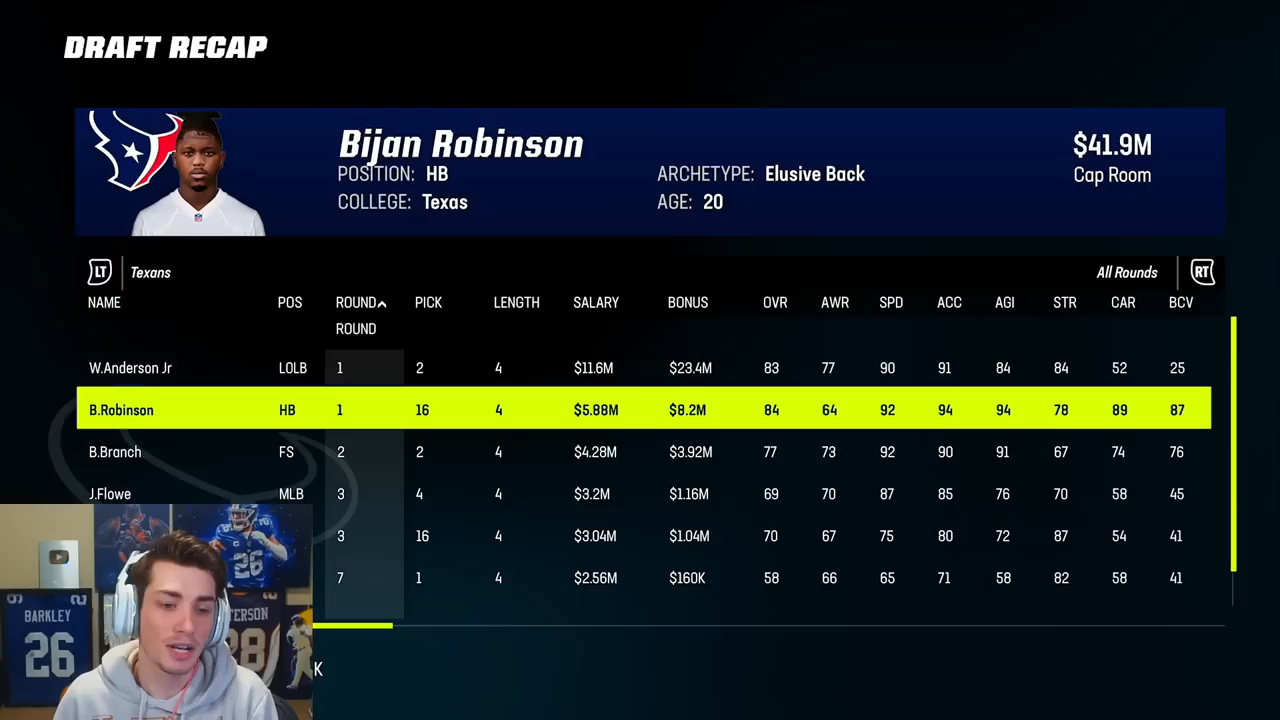 DRAFT RECAP
Bijan Robinson
POSITION: HB
COLLEGE: Texas
ARCHETYPE: Elusive Back
AGE: 20
$41.9M
Cap Room
LT Texans
All Rounds RT
NAME POS ROUND PICK LENGTH SALARY BONUS OVR AWR SPD ACC AGI STR CAR BCV
ROUND
W.Anderson Jr LOLB 1 2 4 $11.6M $23.4M 83 77 90 91 84 84 52 25
B.Robinson HB 1 16 4 $5.88M $8.2M 84 64 92 94 94 78 89 87
B.Branch FS 2 2 4 $4.28M $3.92M 77 73 92 90 91 67 74 76
J.Flowe MLB 3 4 4 $3.2M $1.16M 69 70 87 85 76 70 58 45
3 16 4 $3.04M $1.04M 70 67 75 80 72 87 54 41
7 1 4 $2.56M $160K 58 66 65 71 58 82 58 41
K
26
BARKLEY
26
TERSON
28